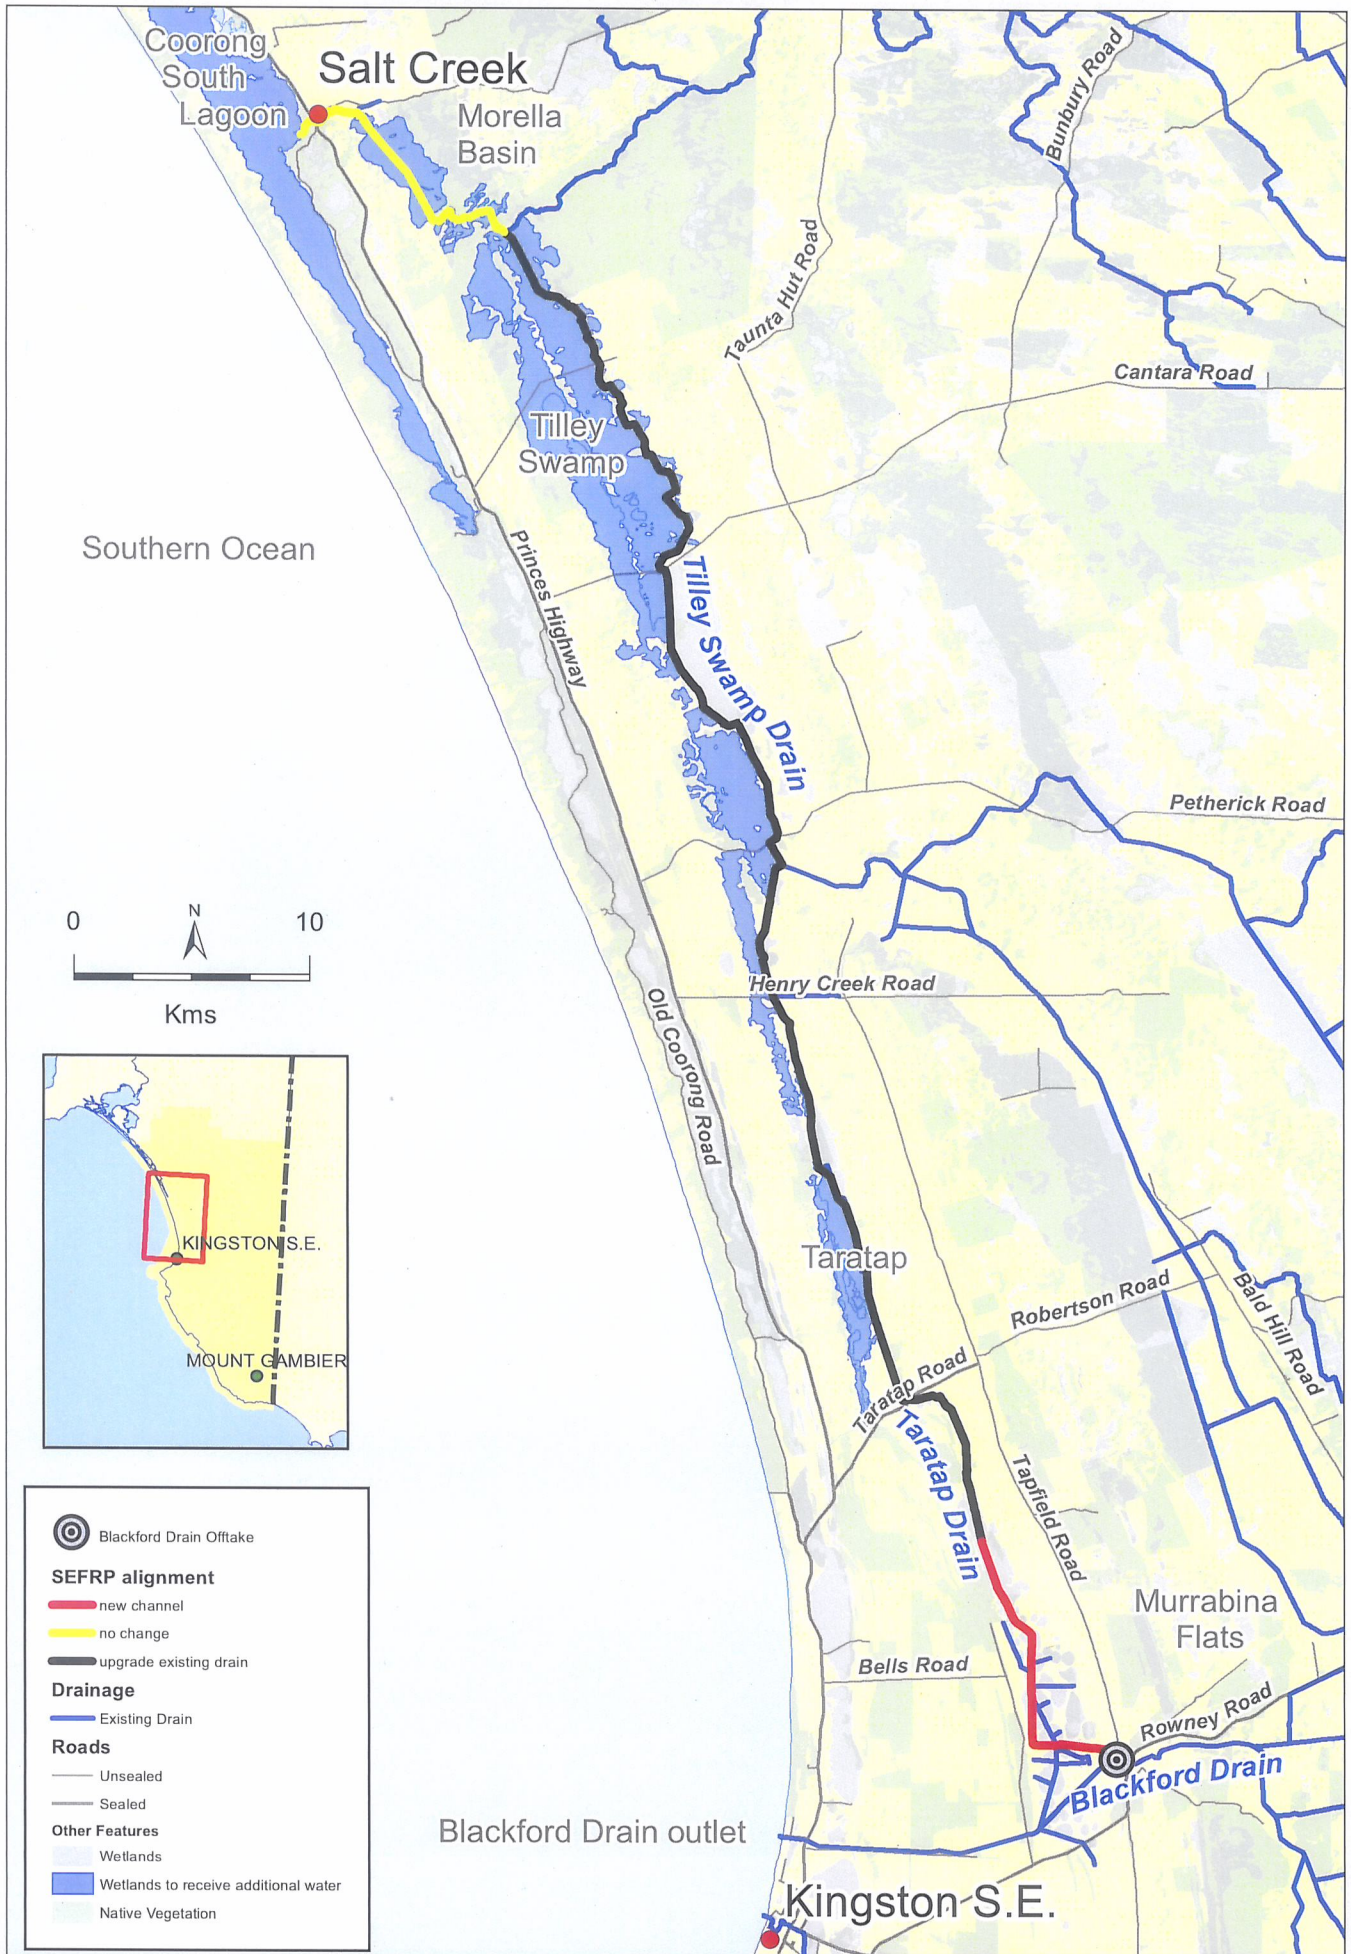 Coorong
South
Lagoon
Salt Creek
Morella
Basin
Bunbury Road
Taunta Hut Road
Cantara Road
Tilley
Swamp
Southern Ocean
Princes Highway
Tilley Swamp Drain
Petherick Road
0 10
N
Kms
Henry Creek Road
Old Coorong Road
KINGSTON S.E.
MOUNT GAMBIER
Taratap
Robertson Road
Bald Hill Road
Taratap Road
Taratap Drain
Tapfield Road
Murrabina
Flats
Bells Road
Rowney Road
Blackford Drain
Blackford Drain outlet
Kingston S.E.
Blackford Drain Offtake
SEFRP alignment
new channel
no change
upgrade existing drain
Drainage
Existing Drain
Roads
Unsealed
Sealed
Other Features
Wetlands
Wetlands to receive additional water
Native Vegetation